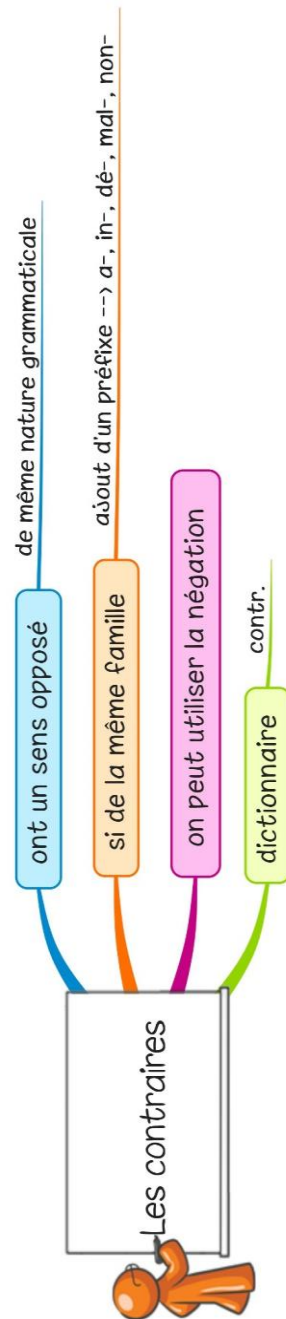 Les contraires
ont un sens opposé
de même nature grammaticale
si de la même famille
ajout d'un préfixe --> a-, in-, dé-, mal-, non-
on peut utiliser la négation
dictionnaire
contr.